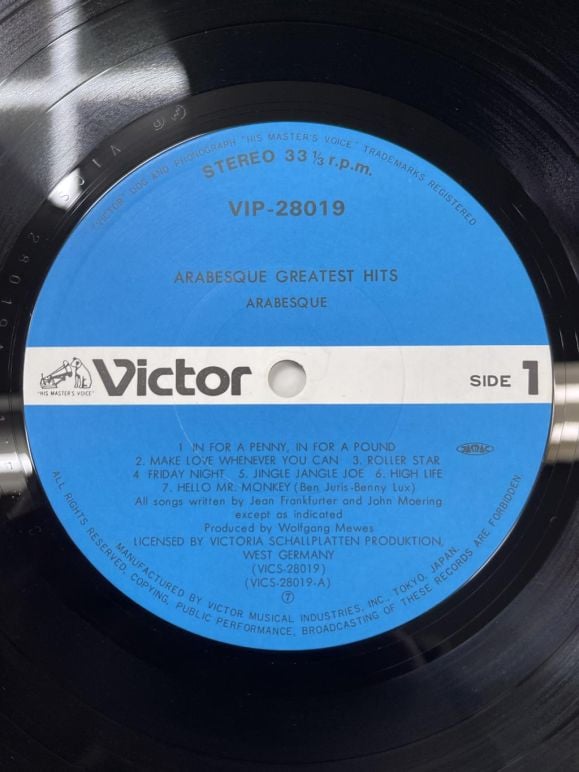 "VICTOR" DOG AND PHONOGRAPH "HIS MASTER'S VOICE" TRADEMARKS REGISTERED
STEREO 33 1/3 r.p.m.
VIP-28019
ARABESQUE GREATEST HITS
ARABESQUE
Victor
"HIS MASTER'S VOICE"
SIDE 1
1 IN FOR A PENNY, IN FOR A POUND
2. MAKE LOVE WHENEVER YOU CAN 3. ROLLER STAR
4 FRIDAY NIGHT 5. JINGLE JANGLE JOE 6. HIGH LIFE
7. HELLO MR. MONKEY (Ben Juris-Benny Lux)
All songs written by Jean Frankfurter and John Moering
except as indicated
Produced by Wolfgang Mewes
LICENSED BY VICTORIA SCHALLPLATTEN PRODUKTION,
WEST GERMANY
(VICS-28019)
(VICS-28019-A)
7
MANUFACTURED BY VICTOR MUSICAL INDUSTRIES, INC., TOKYO, JAPAN.
ALL RIGHTS RESERVED. COPYING, PUBLIC PERFORMANCE, BROADCASTING OF THESE RECORDS ARE FORBIDDEN.